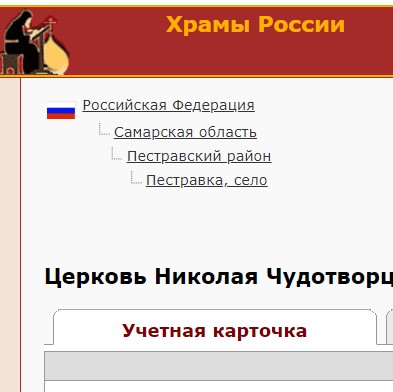 Храмы России
Российская Федерация
Самарская область
Пестравский район
Пестравка, село
Церковь Николая Чудотворц
Учетная карточка